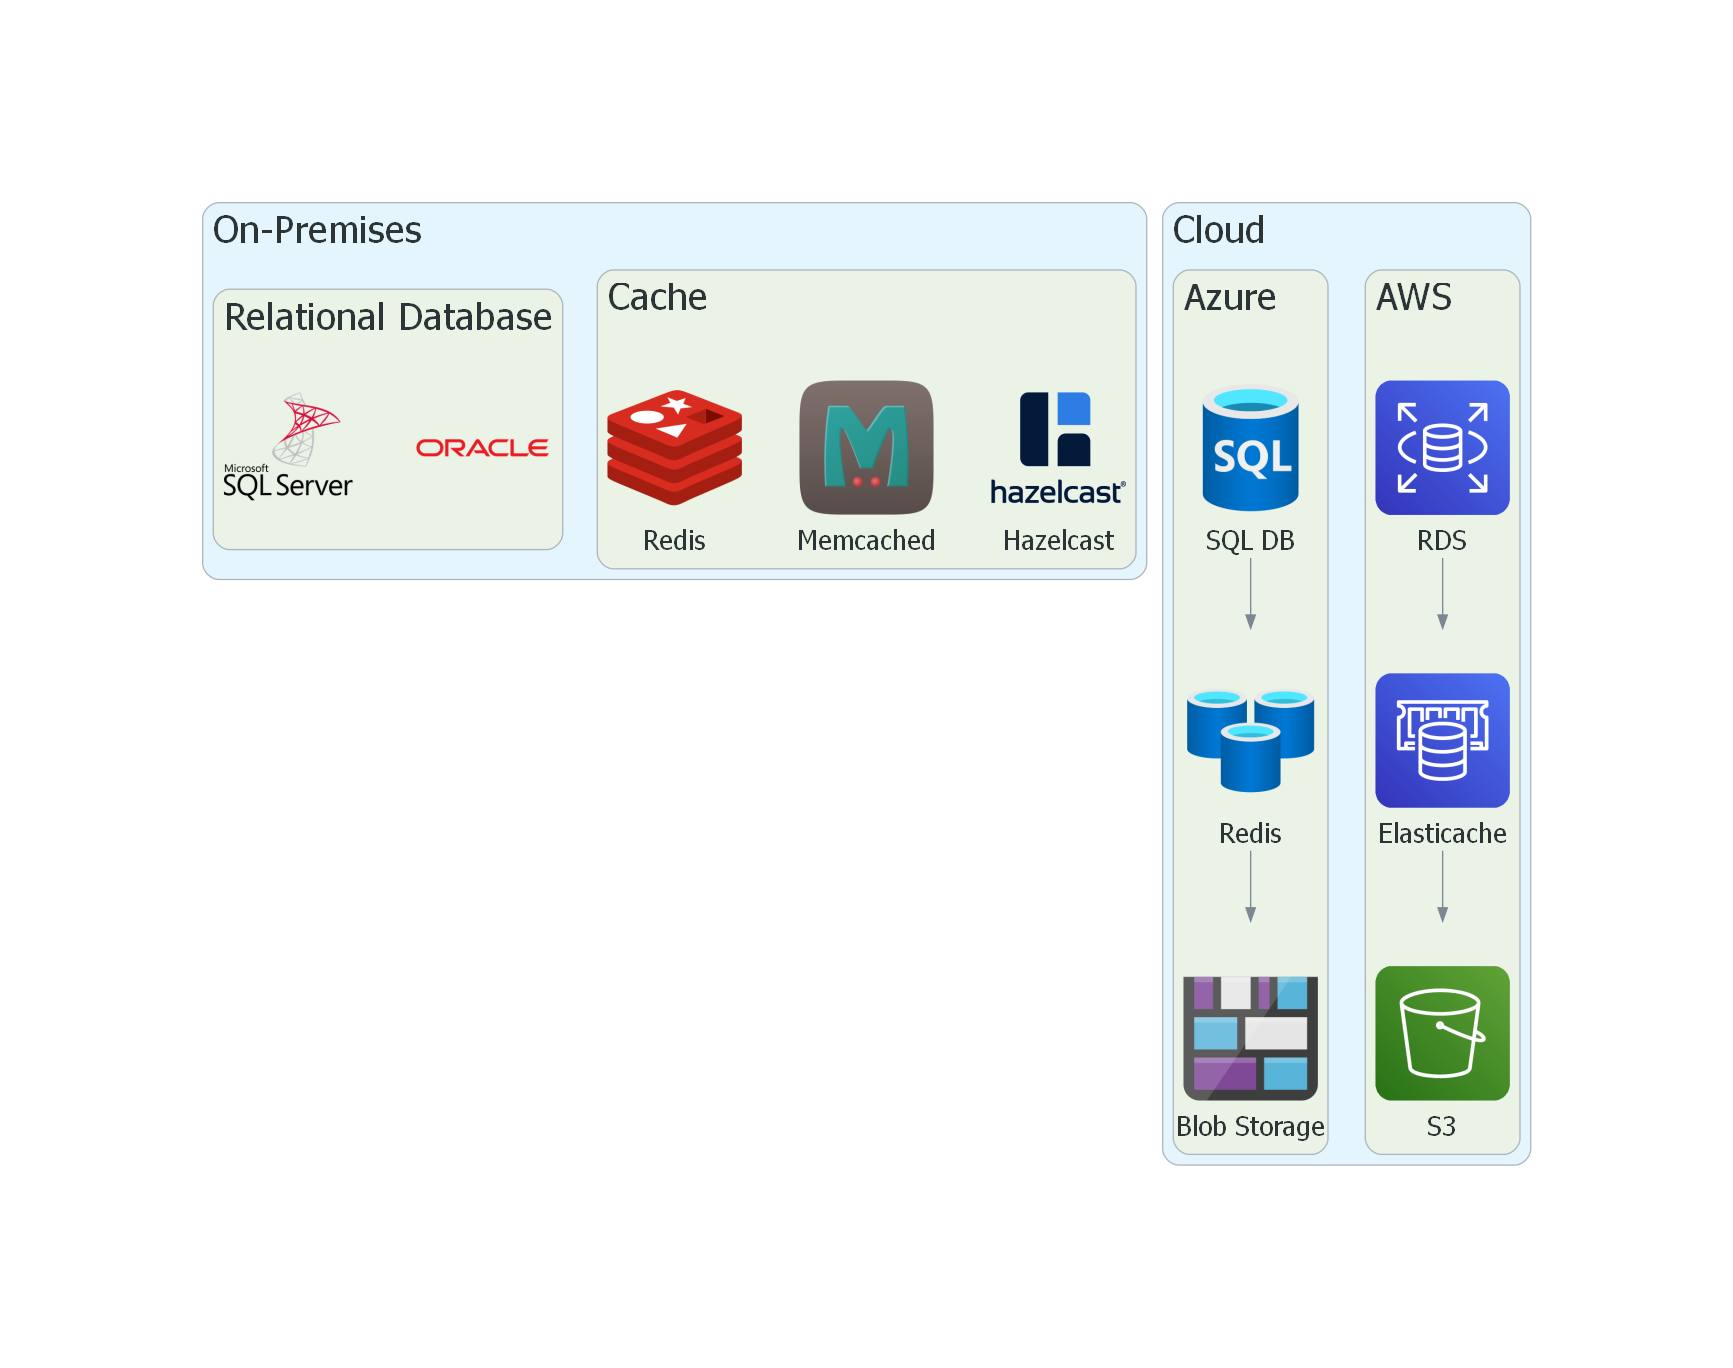 On-Premises
Relational Database
Microsoft
SQL Server
ORACLE
Cache
Redis
Memcached
hazelcast®
Hazelcast
Cloud
Azure
SQL
SQL DB
Redis
Blob Storage
AWS
RDS
Elasticache
S3